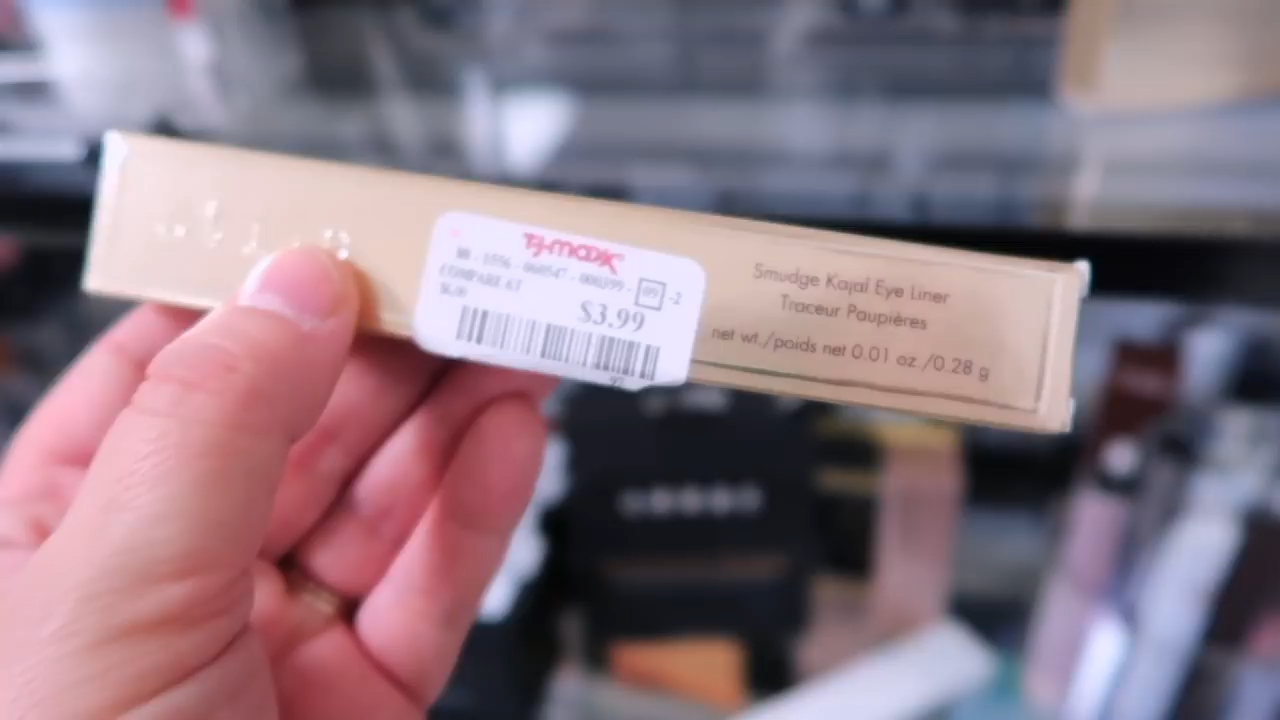 TJ-maxx
COMPARE AT
$3.99
Smudge Kajal Eye Liner
Traceur Paupières
net wt./poids net 0.01 oz./0.28 g